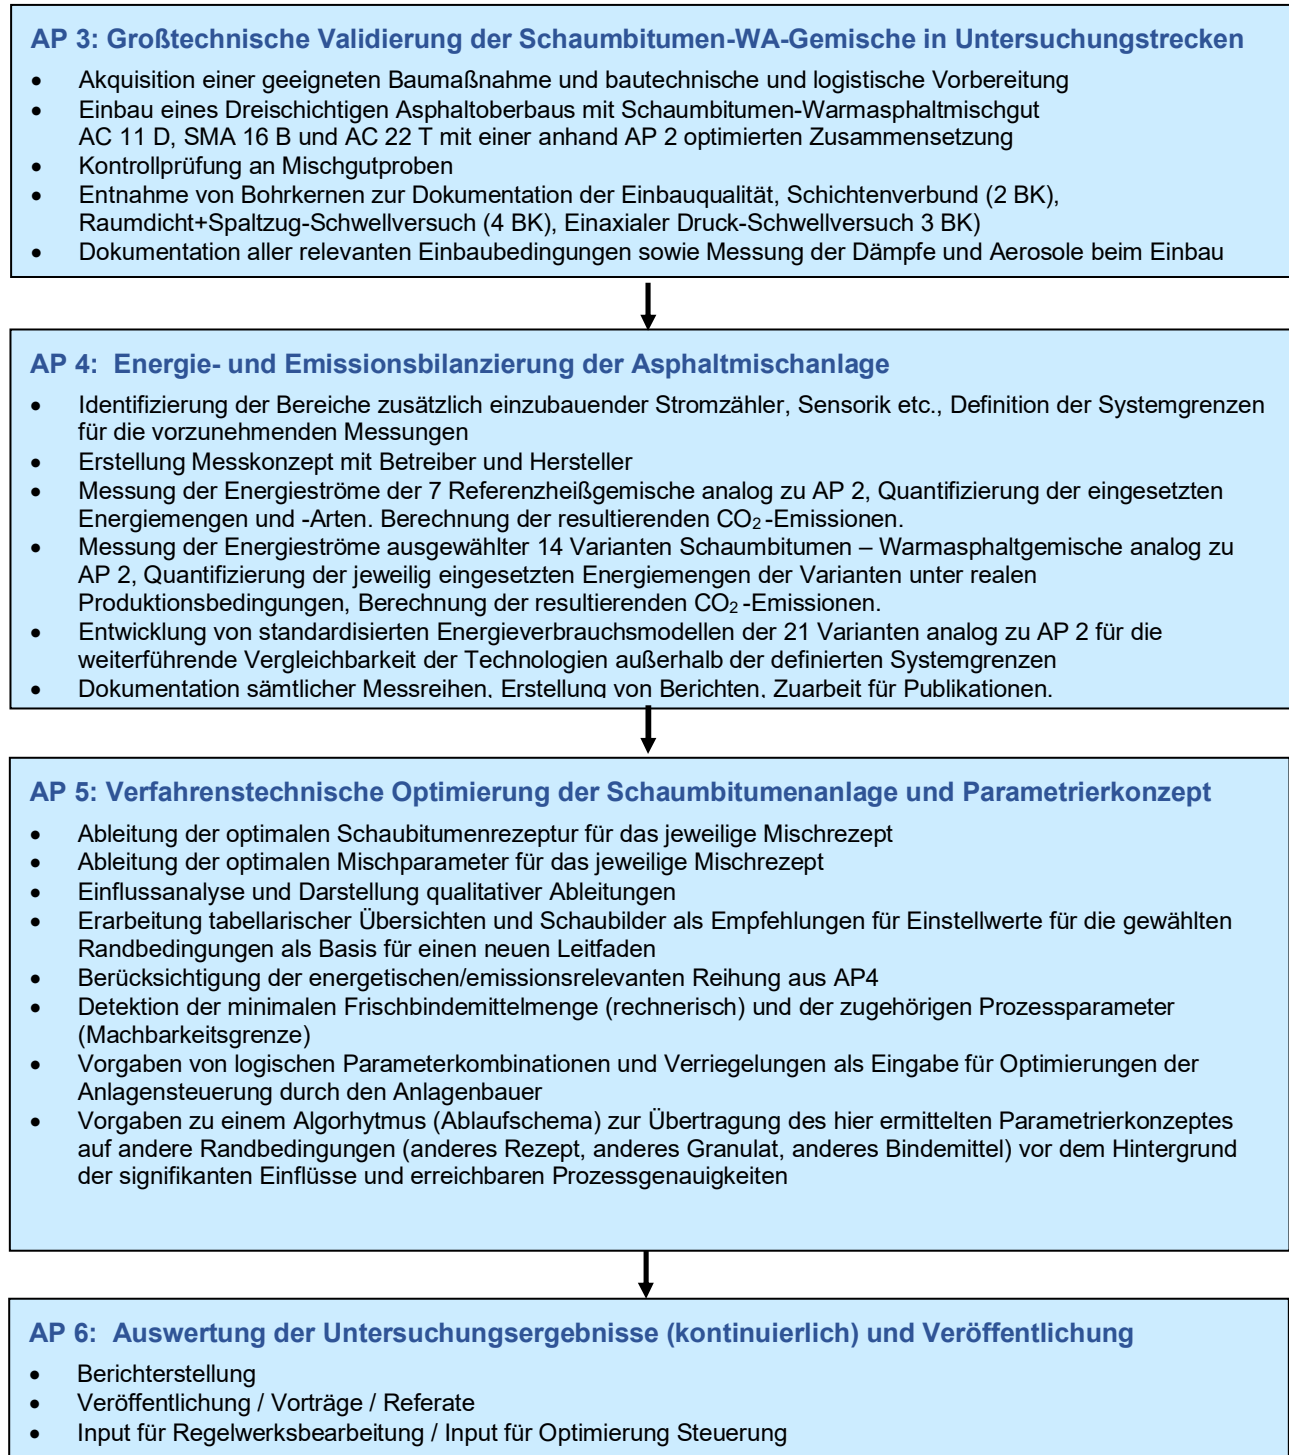 AP 3: Großtechnische Validierung der Schaumbitumen-WA-Gemische in Untersuchungstrecken
• Akquisition einer geeigneten Baumaßnahme und bautechnische und logistische Vorbereitung
• Einbau eines Dreischichtigen Asphaltoberbaus mit Schaumbitumen-Warmasphaltmischgut
AC 11 D, SMA 16 B und AC 22 T mit einer anhand AP 2 optimierten Zusammensetzung
• Kontrollprüfung an Mischgutproben
• Entnahme von Bohrkernen zur Dokumentation der Einbauqualität, Schichtenverbund (2 BK),
Raumdicht+Spaltzug-Schwellversuch (4 BK), Einaxialer Druck-Schwellversuch 3 BK)
• Dokumentation aller relevanten Einbaubedingungen sowie Messung der Dämpfe und Aerosole beim Einbau
AP 4: Energie- und Emissionsbilanzierung der Asphaltmischanlage
• Identifizierung der Bereiche zusätzlich einzubauender Stromzähler, Sensorik etc., Definition der Systemgrenzen
für die vorzunehmenden Messungen
• Erstellung Messkonzept mit Betreiber und Hersteller
• Messung der Energieströme der 7 Referenzheißgemische analog zu AP 2, Quantifizierung der eingesetzten
Energiemengen und -Arten. Berechnung der resultierenden CO₂-Emissionen.
• Messung der Energieströme ausgewählter 14 Varianten Schaumbitumen – Warmasphaltgemische analog zu
AP 2, Quantifizierung der jeweilig eingesetzten Energiemengen der Varianten unter realen
Produktionsbedingungen, Berechnung der resultierenden CO₂-Emissionen.
• Entwicklung von standardisierten Energieverbrauchsmodellen der 21 Varianten analog zu AP 2 für die
weiterführende Vergleichbarkeit der Technologien außerhalb der definierten Systemgrenzen
• Dokumentation sämtlicher Messreihen, Erstellung von Berichten, Zuarbeit für Publikationen.
AP 5: Verfahrenstechnische Optimierung der Schaumbitumenanlage und Parametrierkonzept
• Ableitung der optimalen Schaubitumenrezeptur für das jeweilige Mischrezept
• Ableitung der optimalen Mischparameter für das jeweilige Mischrezept
• Einflussanalyse und Darstellung qualitativer Ableitungen
• Erarbeitung tabellarischer Übersichten und Schaubilder als Empfehlungen für Einstellwerte für die gewählten
Randbedingungen als Basis für einen neuen Leitfaden
• Berücksichtigung der energetischen/emissionsrelevanten Reihung aus AP4
• Detektion der minimalen Frischbindemittelmenge (rechnerisch) und der zugehörigen Prozessparameter
(Machbarkeitsgrenze)
• Vorgaben von logischen Parameterkombinationen und Verriegelungen als Eingabe für Optimierungen der
Anlagensteuerung durch den Anlagenbauer
• Vorgaben zu einem Algorhytmus (Ablaufschema) zur Übertragung des hier ermittelten Parametrierkonzeptes
auf andere Randbedingungen (anderes Rezept, anderes Granulat, anderes Bindemittel) vor dem Hintergrund
der signifikanten Einflüsse und erreichbaren Prozessgenauigkeiten
AP 6: Auswertung der Untersuchungsergebnisse (kontinuierlich) und Veröffentlichung
• Berichterstellung
• Veröffentlichung / Vorträge / Referate
• Input für Regelwerksbearbeitung / Input für Optimierung Steuerung